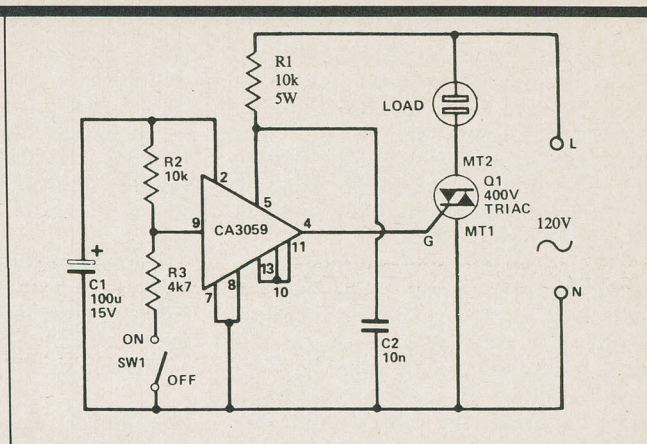 R1
10k
5W
LOAD
L
MT2
R2
10k
2
5
Q1
400V
TRIAC
9
CA3059
4
11
G
MT1
120V
13
10
7
8
R3
4k7
+
C1
100u
15V
N
C2
10n
ON
SW1
OFF